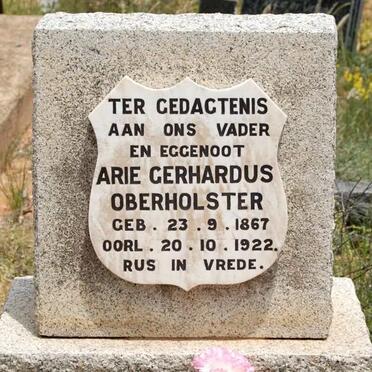 TER GEDACTENIS
AAN ONS VADER
EN EGGENOOT
ARIE GERHARDUS
OBERHOLSTER
GEB . 23 . 9 . 1867
OORL . 20 . 10 . 1922.
RUS IN VREDE.